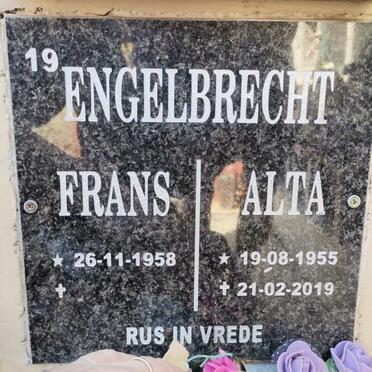 19
ENGELBRECHT
FRANS
★ 26-11-1958
✝
ALTA
★ 19-08-1955
✝ 21-02-2019
RUS IN VREDE